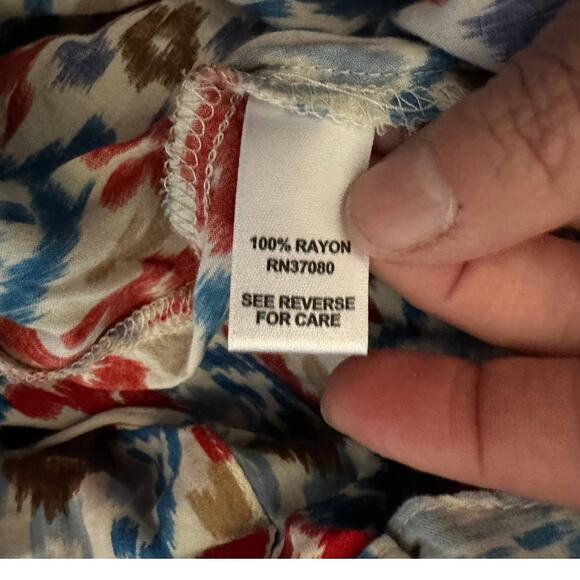 100% RAYON
RN37080
SEE REVERSE
FOR CARE